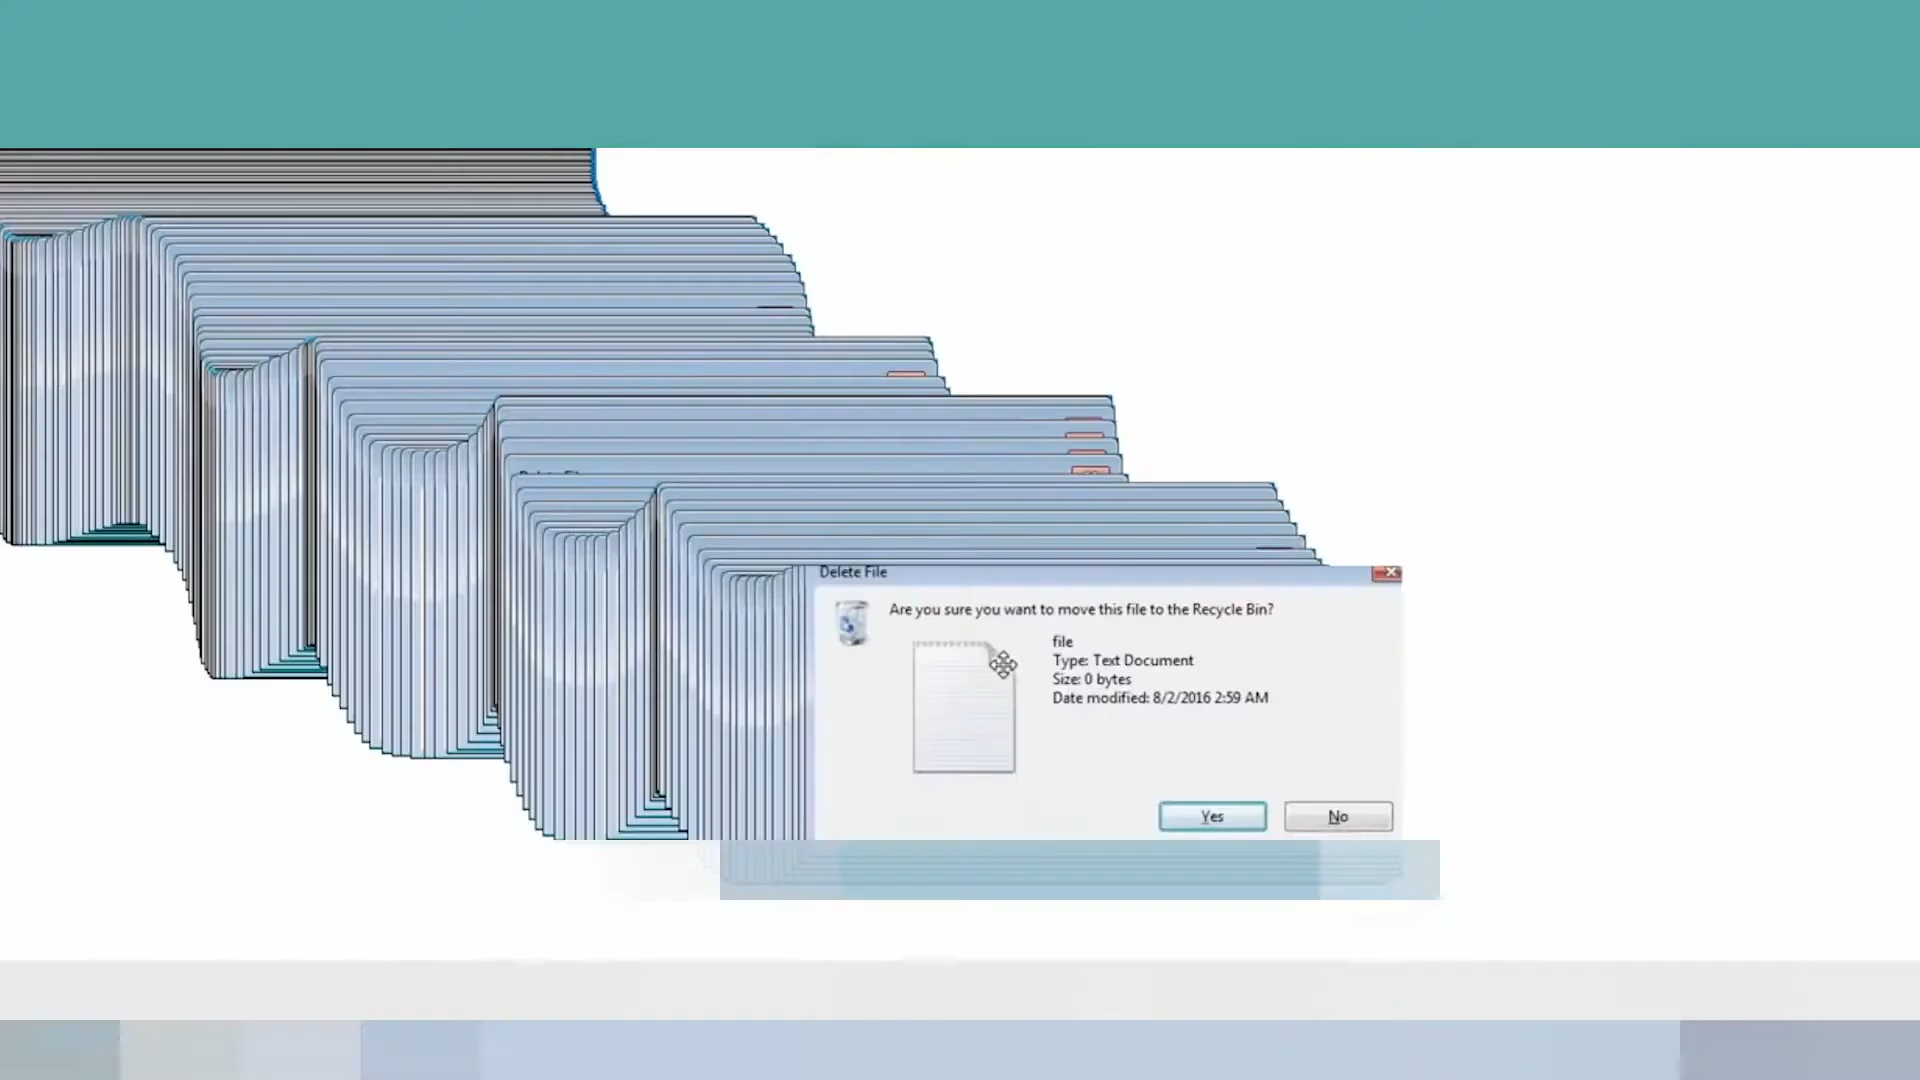 Delete File
Are you sure you want to move this file to the Recycle Bin?
file
Type: Text Document
Size: 0 bytes
Date modified: 8/2/2016 2:59 AM
Yes
No